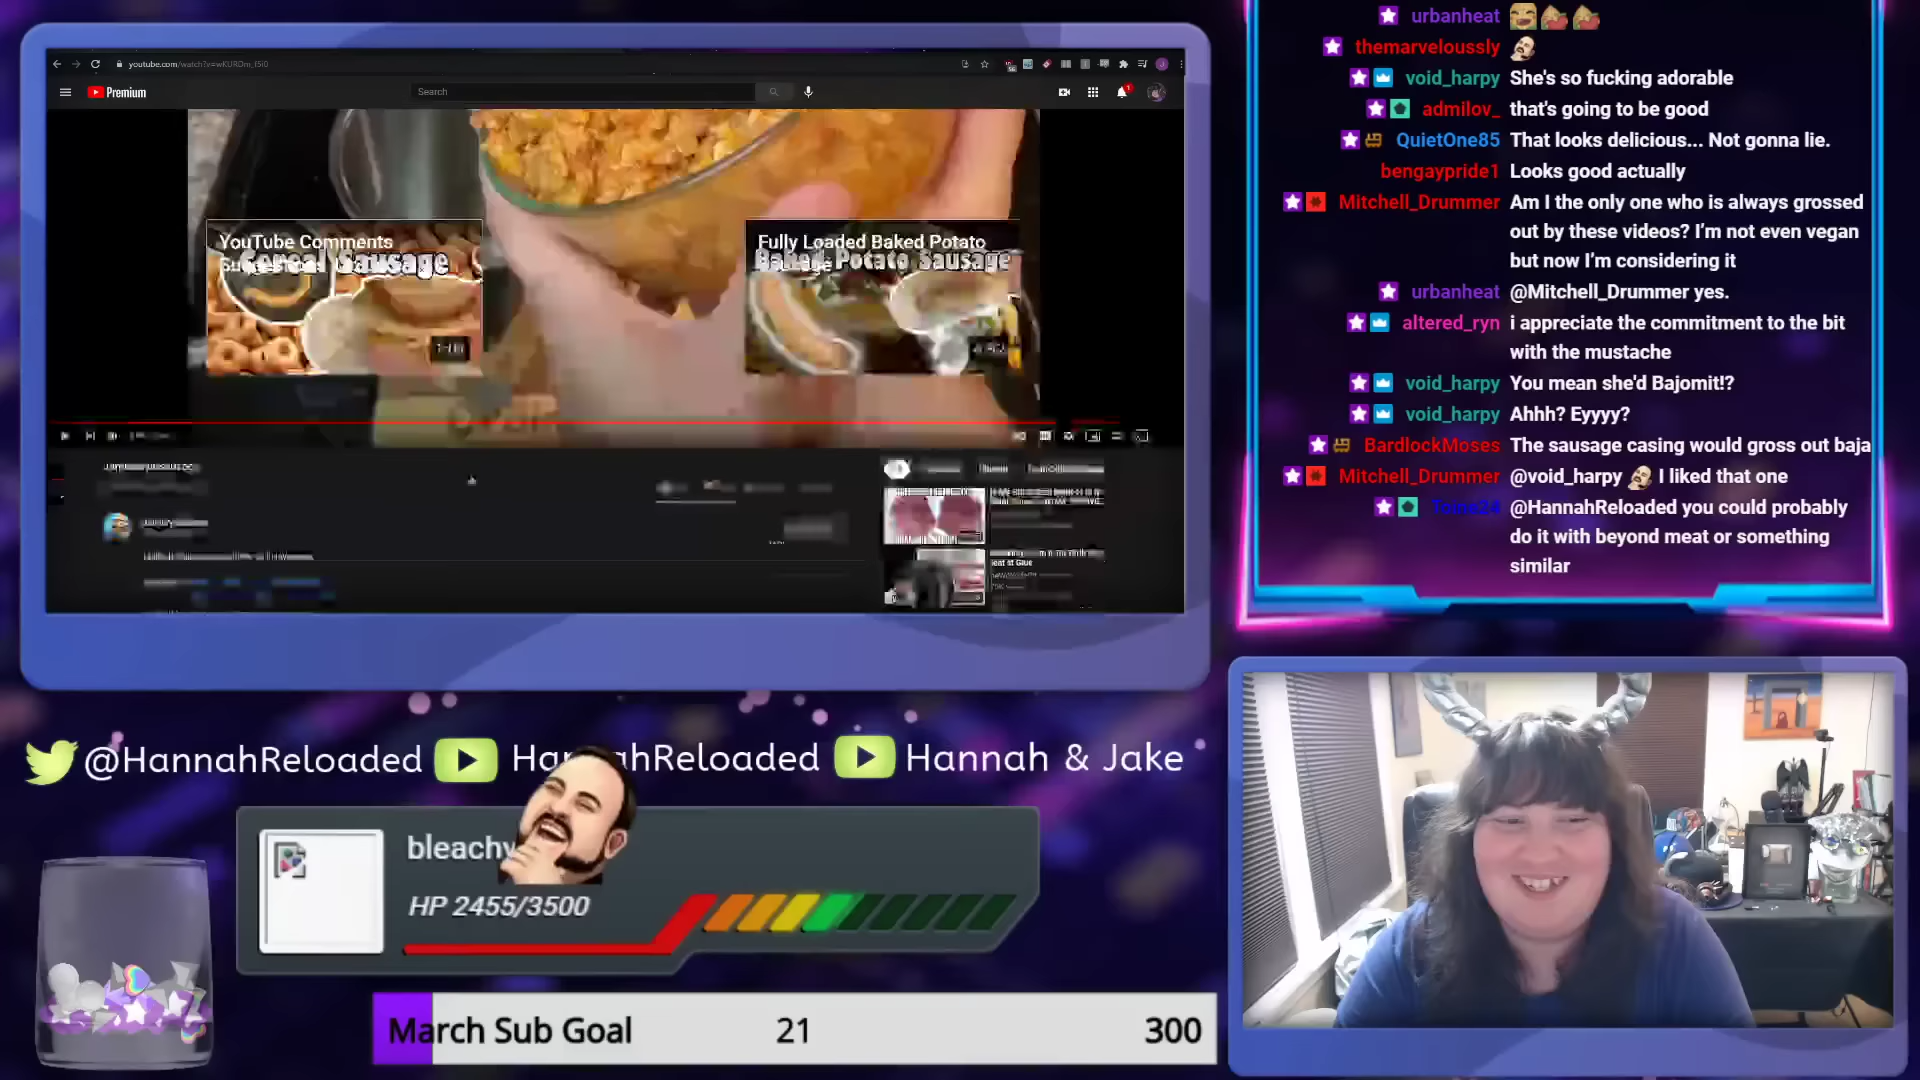 youtube.com/watch?v=wKURDm_f5I0
Premium
Search
YouTube Comments
Cereal Sausage
Fully Loaded Baked Potato
Baked Potato Sausage
urbanheat
themarvelously
void_harpy She's so fucking adorable
admilov_ that's going to be good
QuietOne85 That looks delicious... Not gonna lie.
bengaypride1 Looks good actually
Mitchell_Drummer Am I the only one who is always grossed
out by these videos? I'm not even vegan
but now I'm considering it
urbanheat @Mitchell_Drummer yes.
altered_ryn i appreciate the commitment to the bit
with the mustache
void_harpy You mean she'd Bajomit!?
void_harpy Ahhh? Eyyyy?
BardlockMoses The sausage casing would gross out baja
Mitchell_Drummer @void_harpy I liked that one
@HannahReloaded you could probably
do it with beyond meat or something
similar
@HannahReloaded
HannahReloaded
Hannah & Jake
bleachy
HP 2455/3500
March Sub Goal 21 300